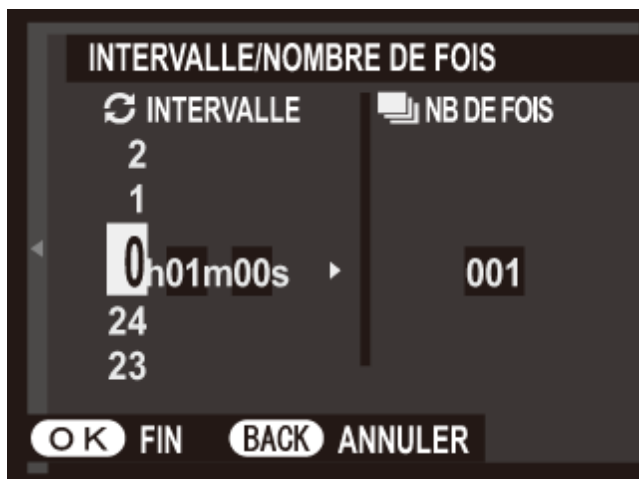 INTERVALLE/NOMBRE DE FOIS
INTERVALLE
NB DE FOIS
2
1
0h01m00s
001
24
23
OK FIN BACK ANNULER